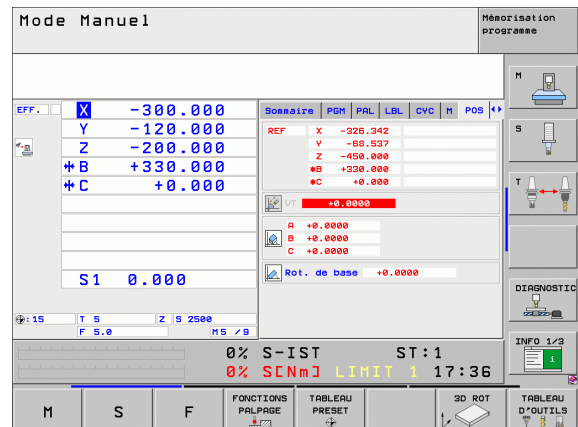 Mode Manuel
Mémorisation
programme
EFF. X -300.000
Y -120.000
Z -200.000
B +330.000
C +0.000
S1 0.000
:15 T 5 Z S 2500
F 5.0 M5 /9
Sommaire PGM PAL LBL CYC M POS
REF X -326.342
Y -68.537
Z -450.000
*B +330.000
*C +0.000
VT +0.0000
A +0.0000
B +0.0000
C +0.0000
Rot. de base +0.0000
0% S-IST ST:1
0% S[Nm] LIMIT 1 17:36
M
S
T
DIAGNOSTIC
INFO 1/3
i
M
S
F
FONCTIONS
PALPAGE
TABLEAU
PRESET
3D ROT
TABLEAU
D'OUTILS